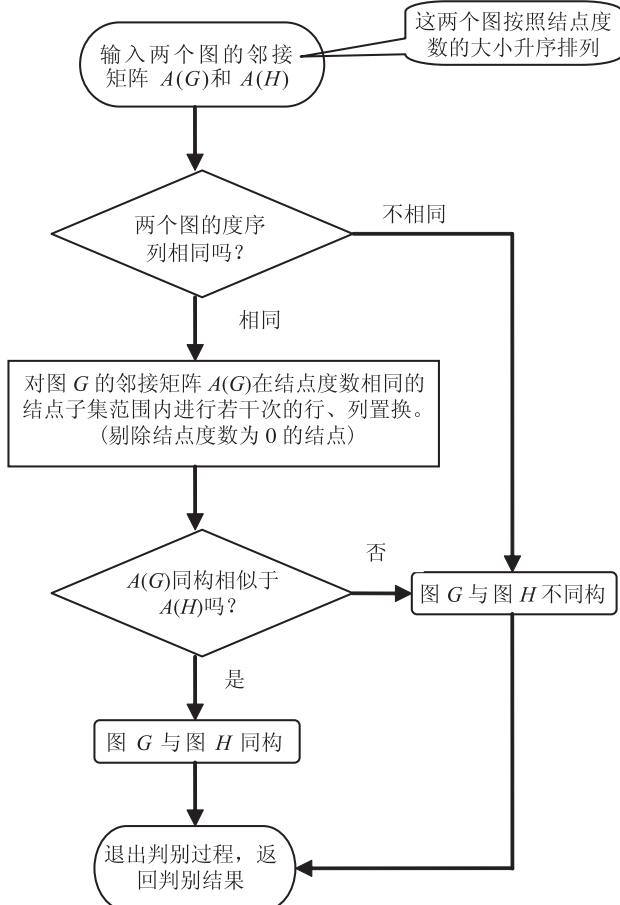 这两个图按照结点度
数的大小升序排列
输入两个图的邻接
矩阵 A(G)和 A(H)
两个图的度序
列相同吗？
不相同
相同
对图 G 的邻接矩阵 A(G)在结点度数相同的
结点子集范围内进行若干次的行、列置换。
(剔除结点度数为 0 的结点)
A(G)同构相似于
A(H)吗？
否
图 G 与图 H 不同构
是
图 G 与图 H 同构
退出判别过程，返
回判别结果